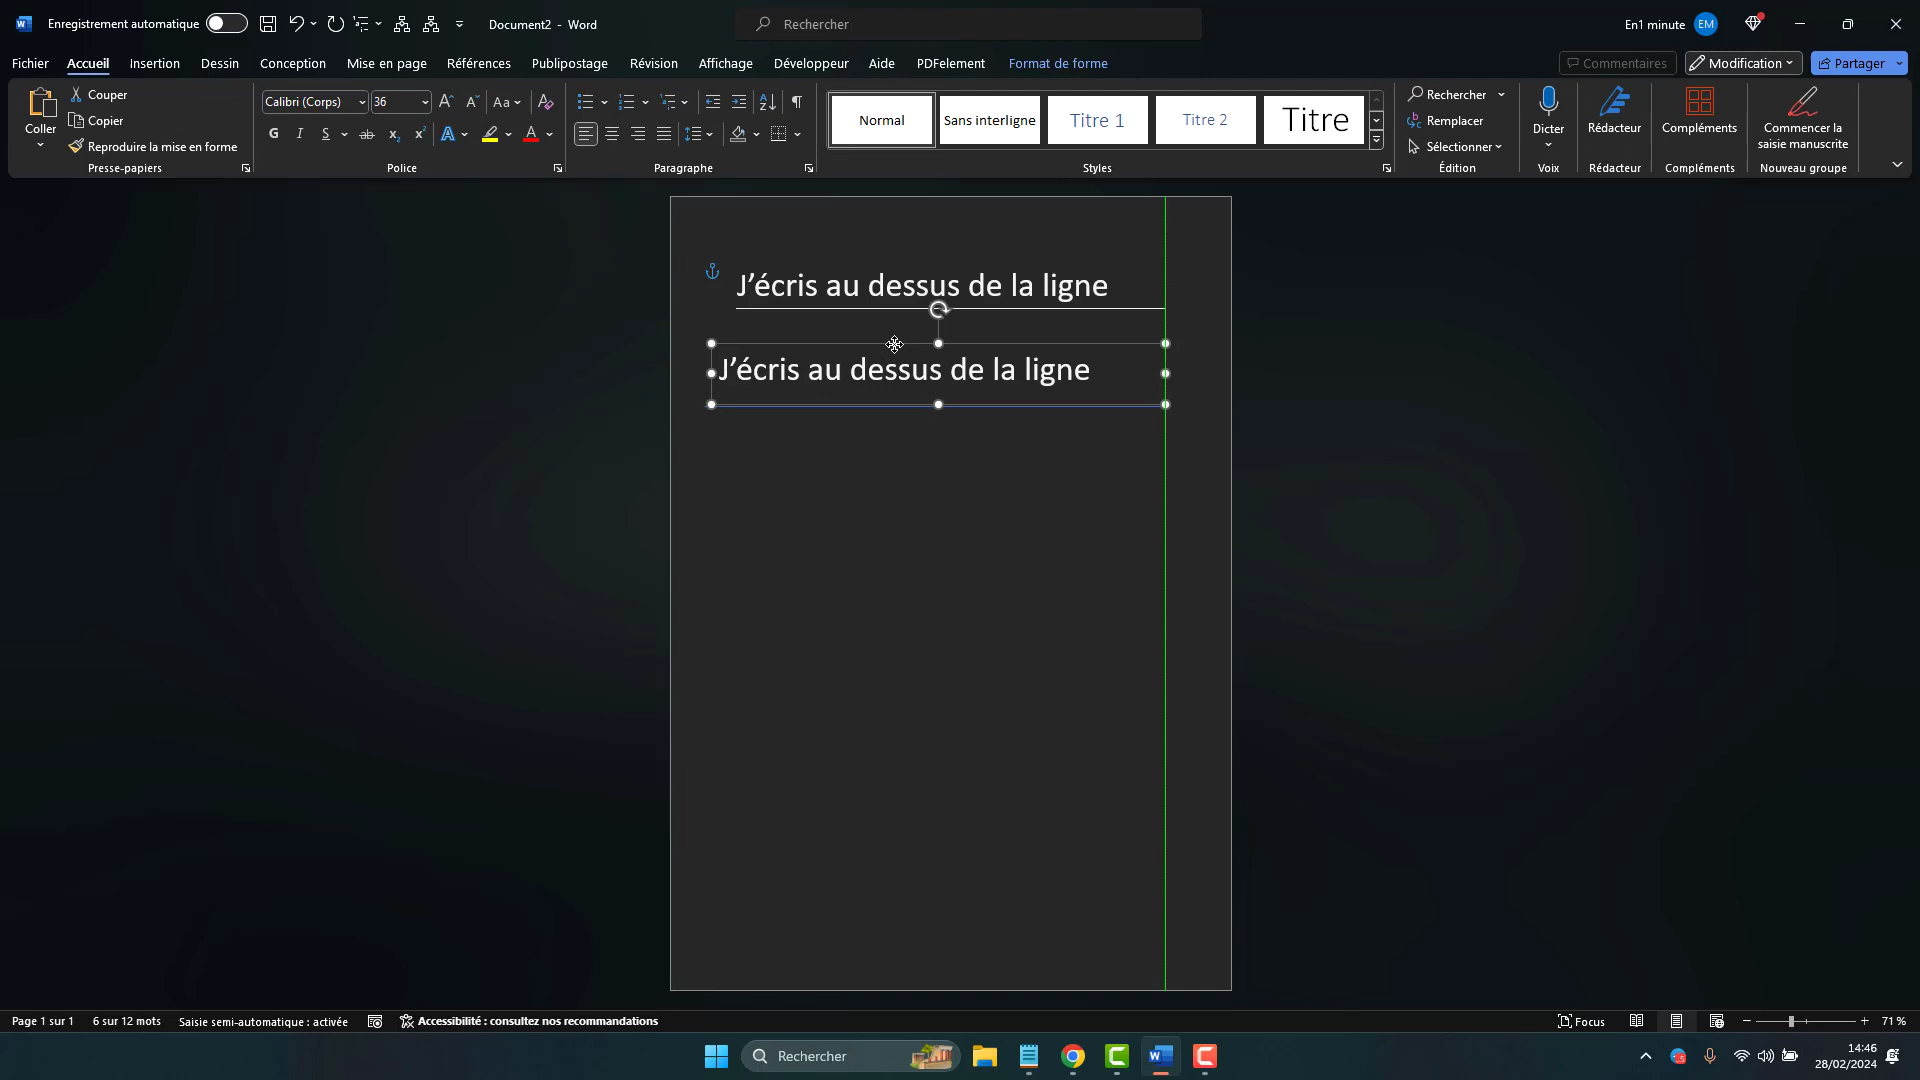 Enregistrement automatique
Document2 - Word
Rechercher
En1 minute EM
Fichier Accueil Insertion Dessin Conception Mise en page Références Publipostage Révision Affichage Développeur Aide PDFelement Format de forme
Commentaires Modification Partager
Coller
Couper
Copier
Reproduire la mise en forme
Presse-papiers
Calibri (Corps) 36
Police
Paragraphe
Normal Sans interligne Titre 1 Titre 2 Titre
Styles
Rechercher
Remplacer
Sélectionner
Édition
Dicter
Voix
Rédacteur
Rédacteur
Compléments
Compléments
Commencer la
saisie manuscrite
Nouveau groupe
J’écris au dessus de la ligne
J’écris au dessus de la ligne
Page 1 sur 1 6 sur 12 mots Saisie semi-automatique : activée Accessibilité : consultez nos recommandations
Focus 71 %
Rechercher
14:46
28/02/2024